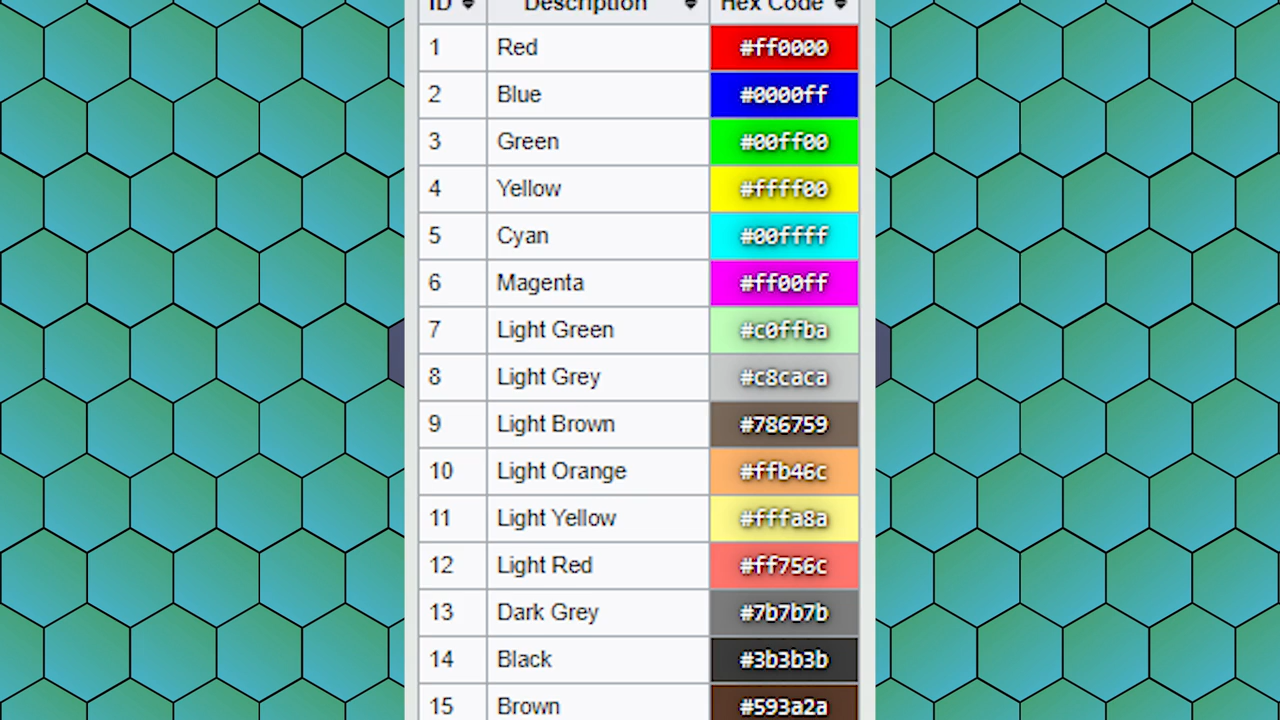 ID Description Hex Code
1 Red #ff0000
2 Blue #0000ff
3 Green #00ff00
4 Yellow #ffff00
5 Cyan #00ffff
6 Magenta #ff00ff
7 Light Green #c0ffba
8 Light Grey #c8caca
9 Light Brown #786759
10 Light Orange #ffb46c
11 Light Yellow #fffa8a
12 Light Red #ff756c
13 Dark Grey #7b7b7b
14 Black #3b3b3b
15 Brown #593a2a